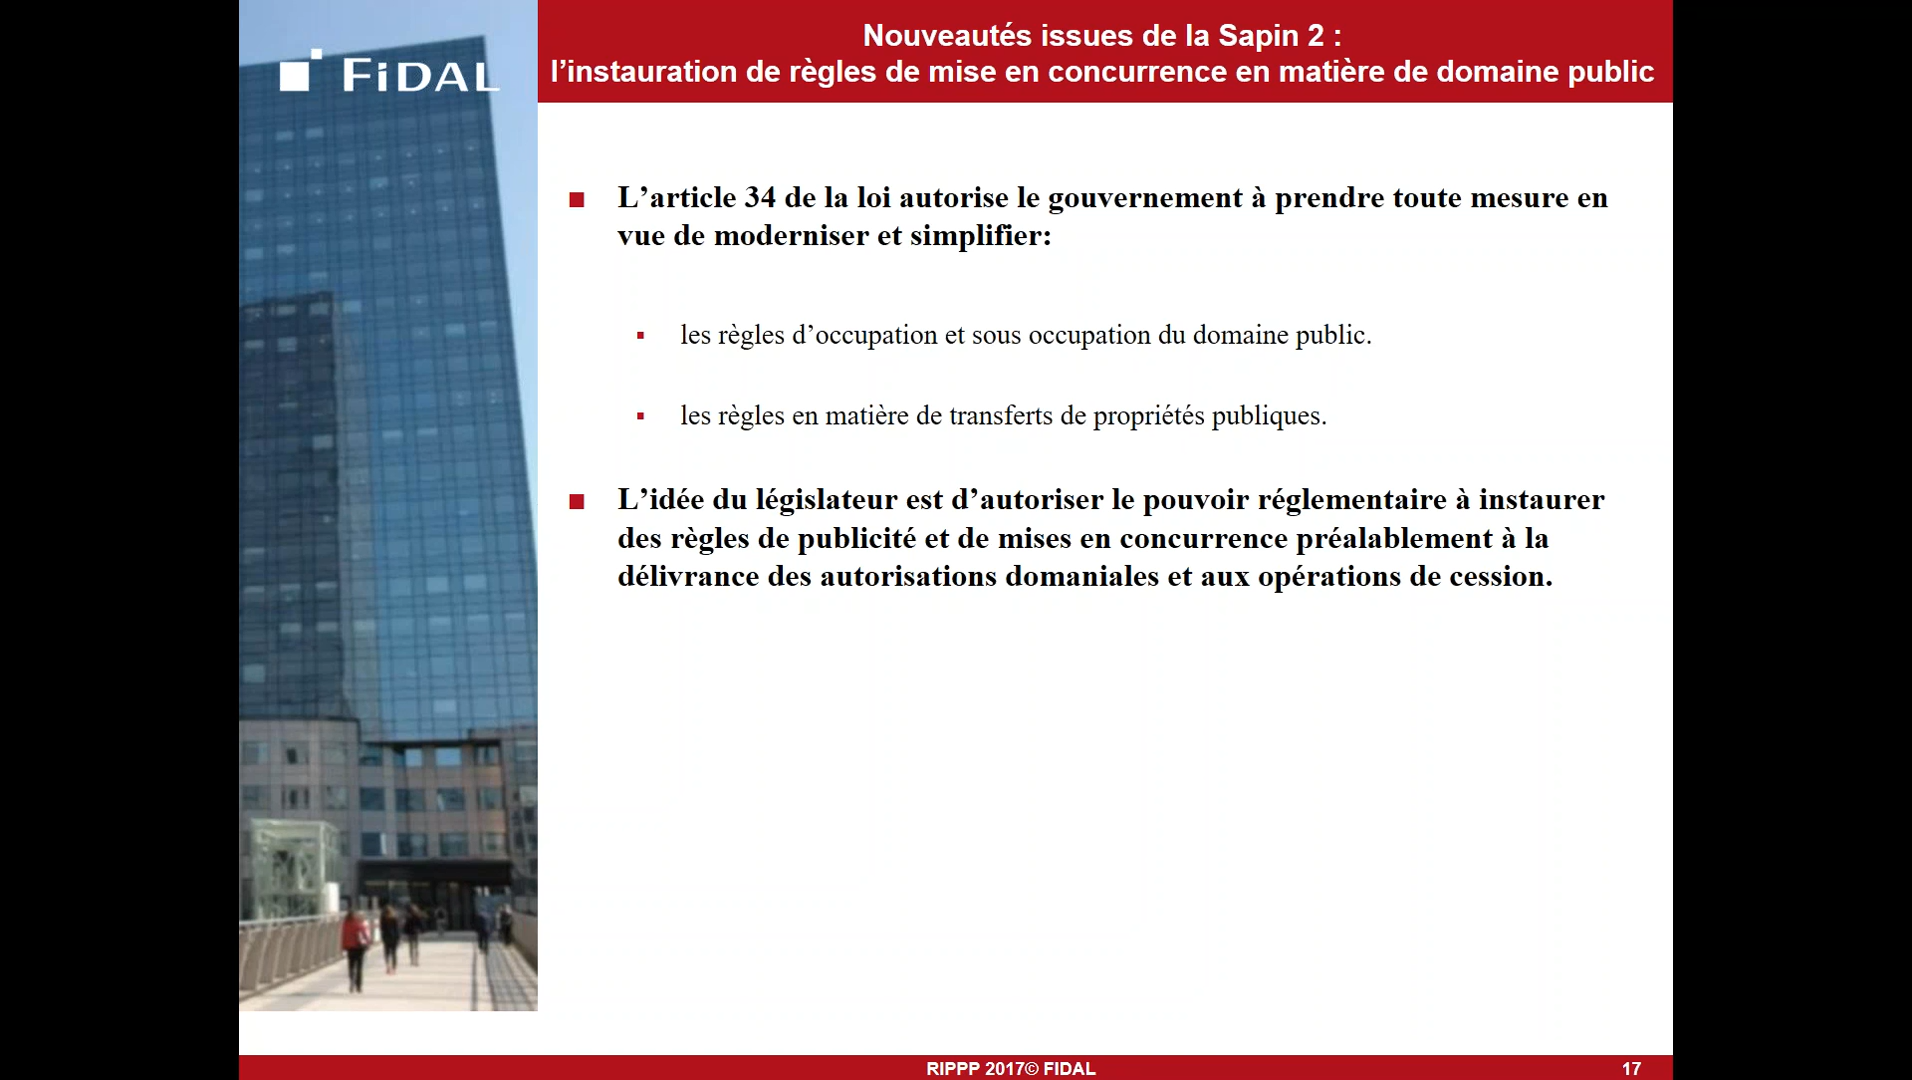 FiDAL
Nouveautés issues de la Sapin 2 :
l’instauration de règles de mise en concurrence en matière de domaine public
L’article 34 de la loi autorise le gouvernement à prendre toute mesure en
vue de moderniser et simplifier:
les règles d’occupation et sous occupation du domaine public.
les règles en matière de transferts de propriétés publiques.
L’idée du législateur est d’autoriser le pouvoir réglementaire à instaurer
des règles de publicité et de mises en concurrence préalablement à la
délivrance des autorisations domaniales et aux opérations de cession.
RIPPP 2017© FIDAL
17